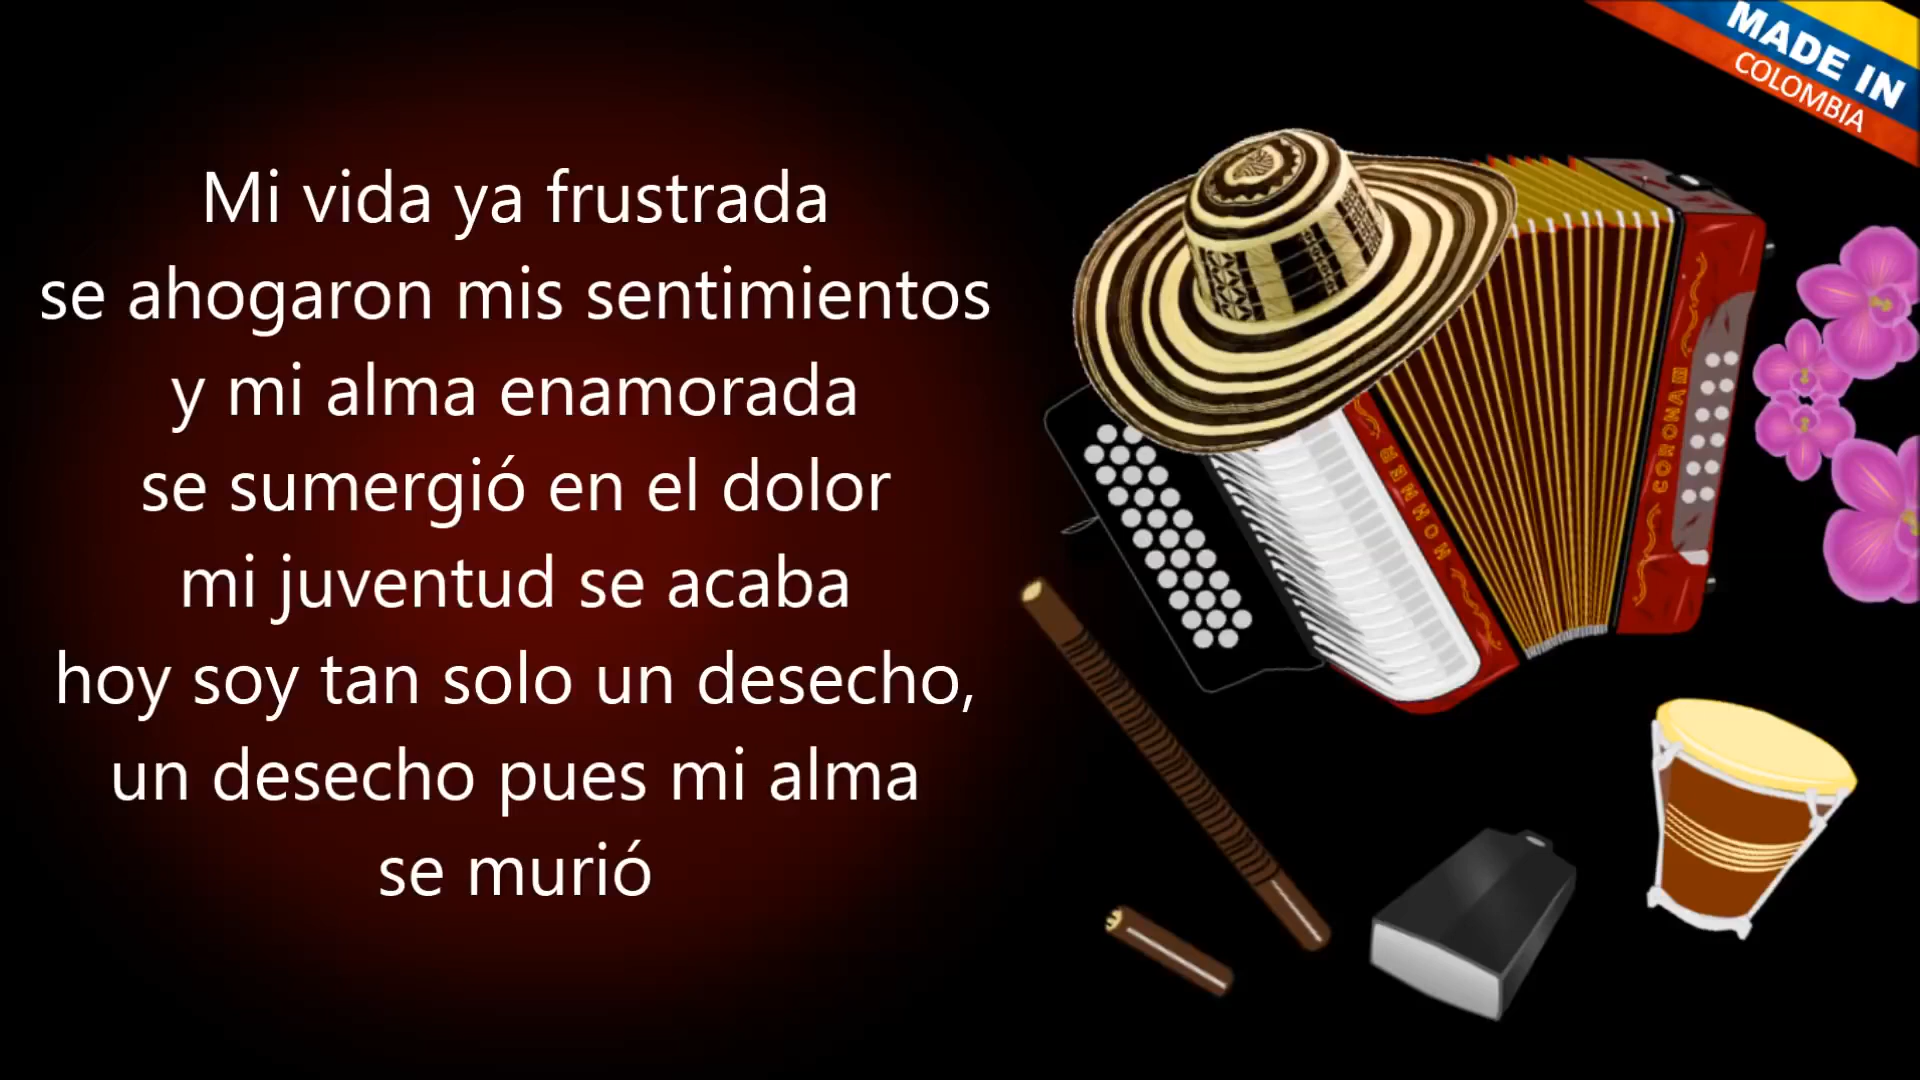 MADE IN
COLOMBIA
Mi vida ya frustrada
se ahogaron mis sentimientos
y mi alma enamorada
se sumergió en el dolor
mi juventud se acaba
hoy soy tan solo un desecho,
un desecho pues mi alma
se murió
HOHNER
CORONA III